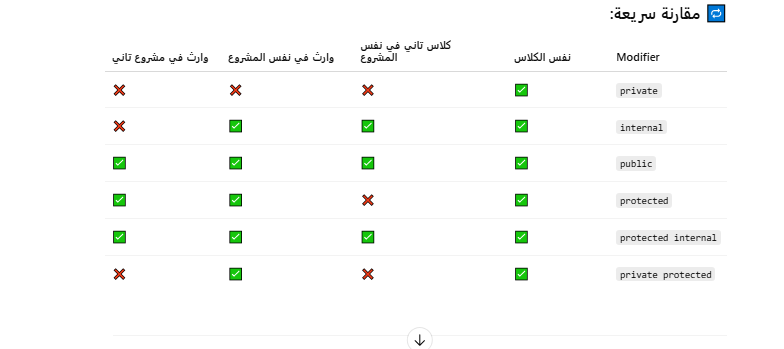 🔁 مقارنة سريعة:
Modifier نفس الكلاس كلاس تاني في نفس المشروع وارث في نفس المشروع وارث في مشروع تاني
private ✅ ❌ ❌ ❌
internal ✅ ✅ ✅ ❌
public ✅ ✅ ✅ ✅
protected ✅ ❌ ✅ ✅
protected internal ✅ ✅ ✅ ✅
private protected ✅ ❌ ✅ ❌